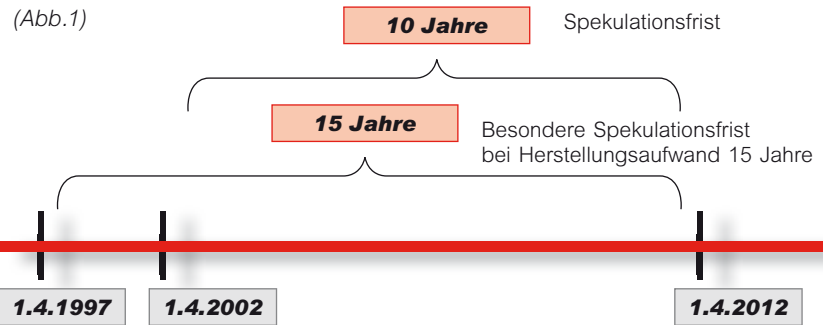 (Abb.1)
10 Jahre
Spekulationsfrist
15 Jahre
Besondere Spekulationsfrist
bei Herstellungsaufwand 15 Jahre
1.4.1997
1.4.2002
1.4.2012